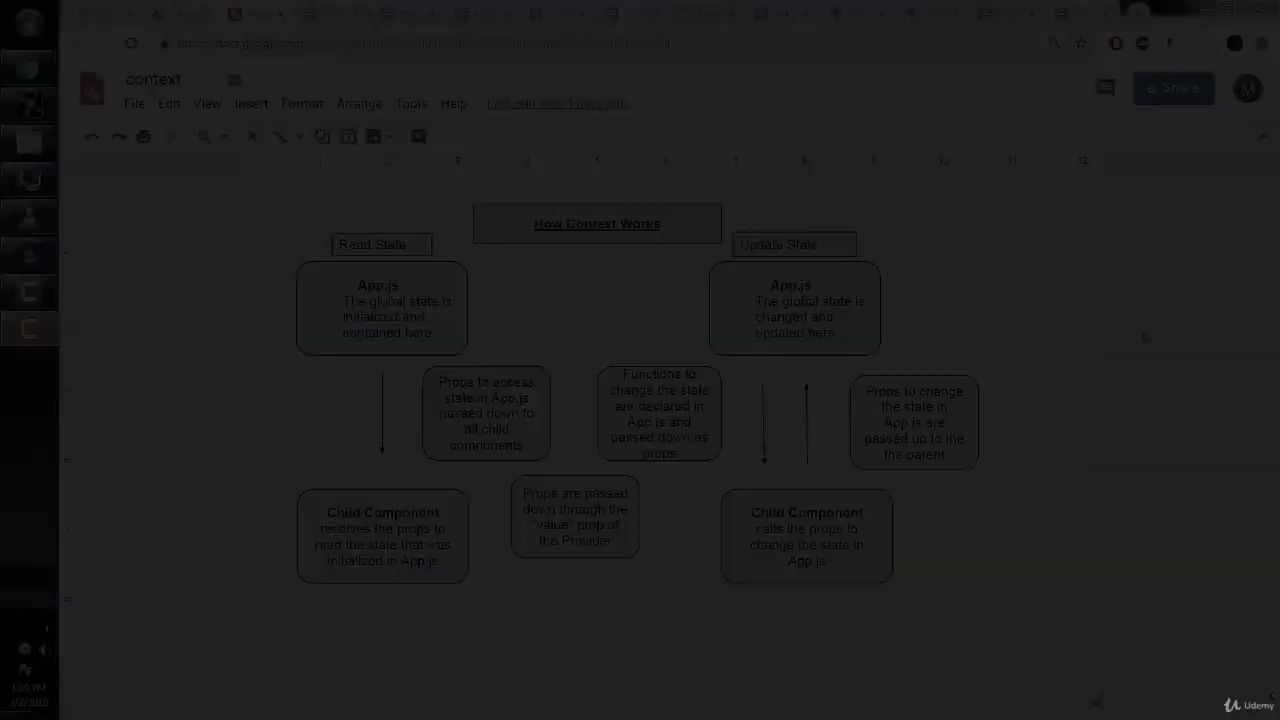 context
File Edit View Insert Format Arrange Tools Help
Share
M
How Context Works
Read State
Update State
App.js
The global state is
initialized and
contained here
App.js
The global state is
changed and
updated here
Props to access
state in App.js
passed down to
all child
components
Functions to
change the state
are declared in
App.js and
passed down as
props
Props to change
the state in
App.js are
passed up to the
the parent
Props are passed
down through the
"value" prop of
the Provider
Child Component
receives the props to
read the state that was
initialized in App.js
Child Component
calls the props to
change the state in
App.js
Udemy